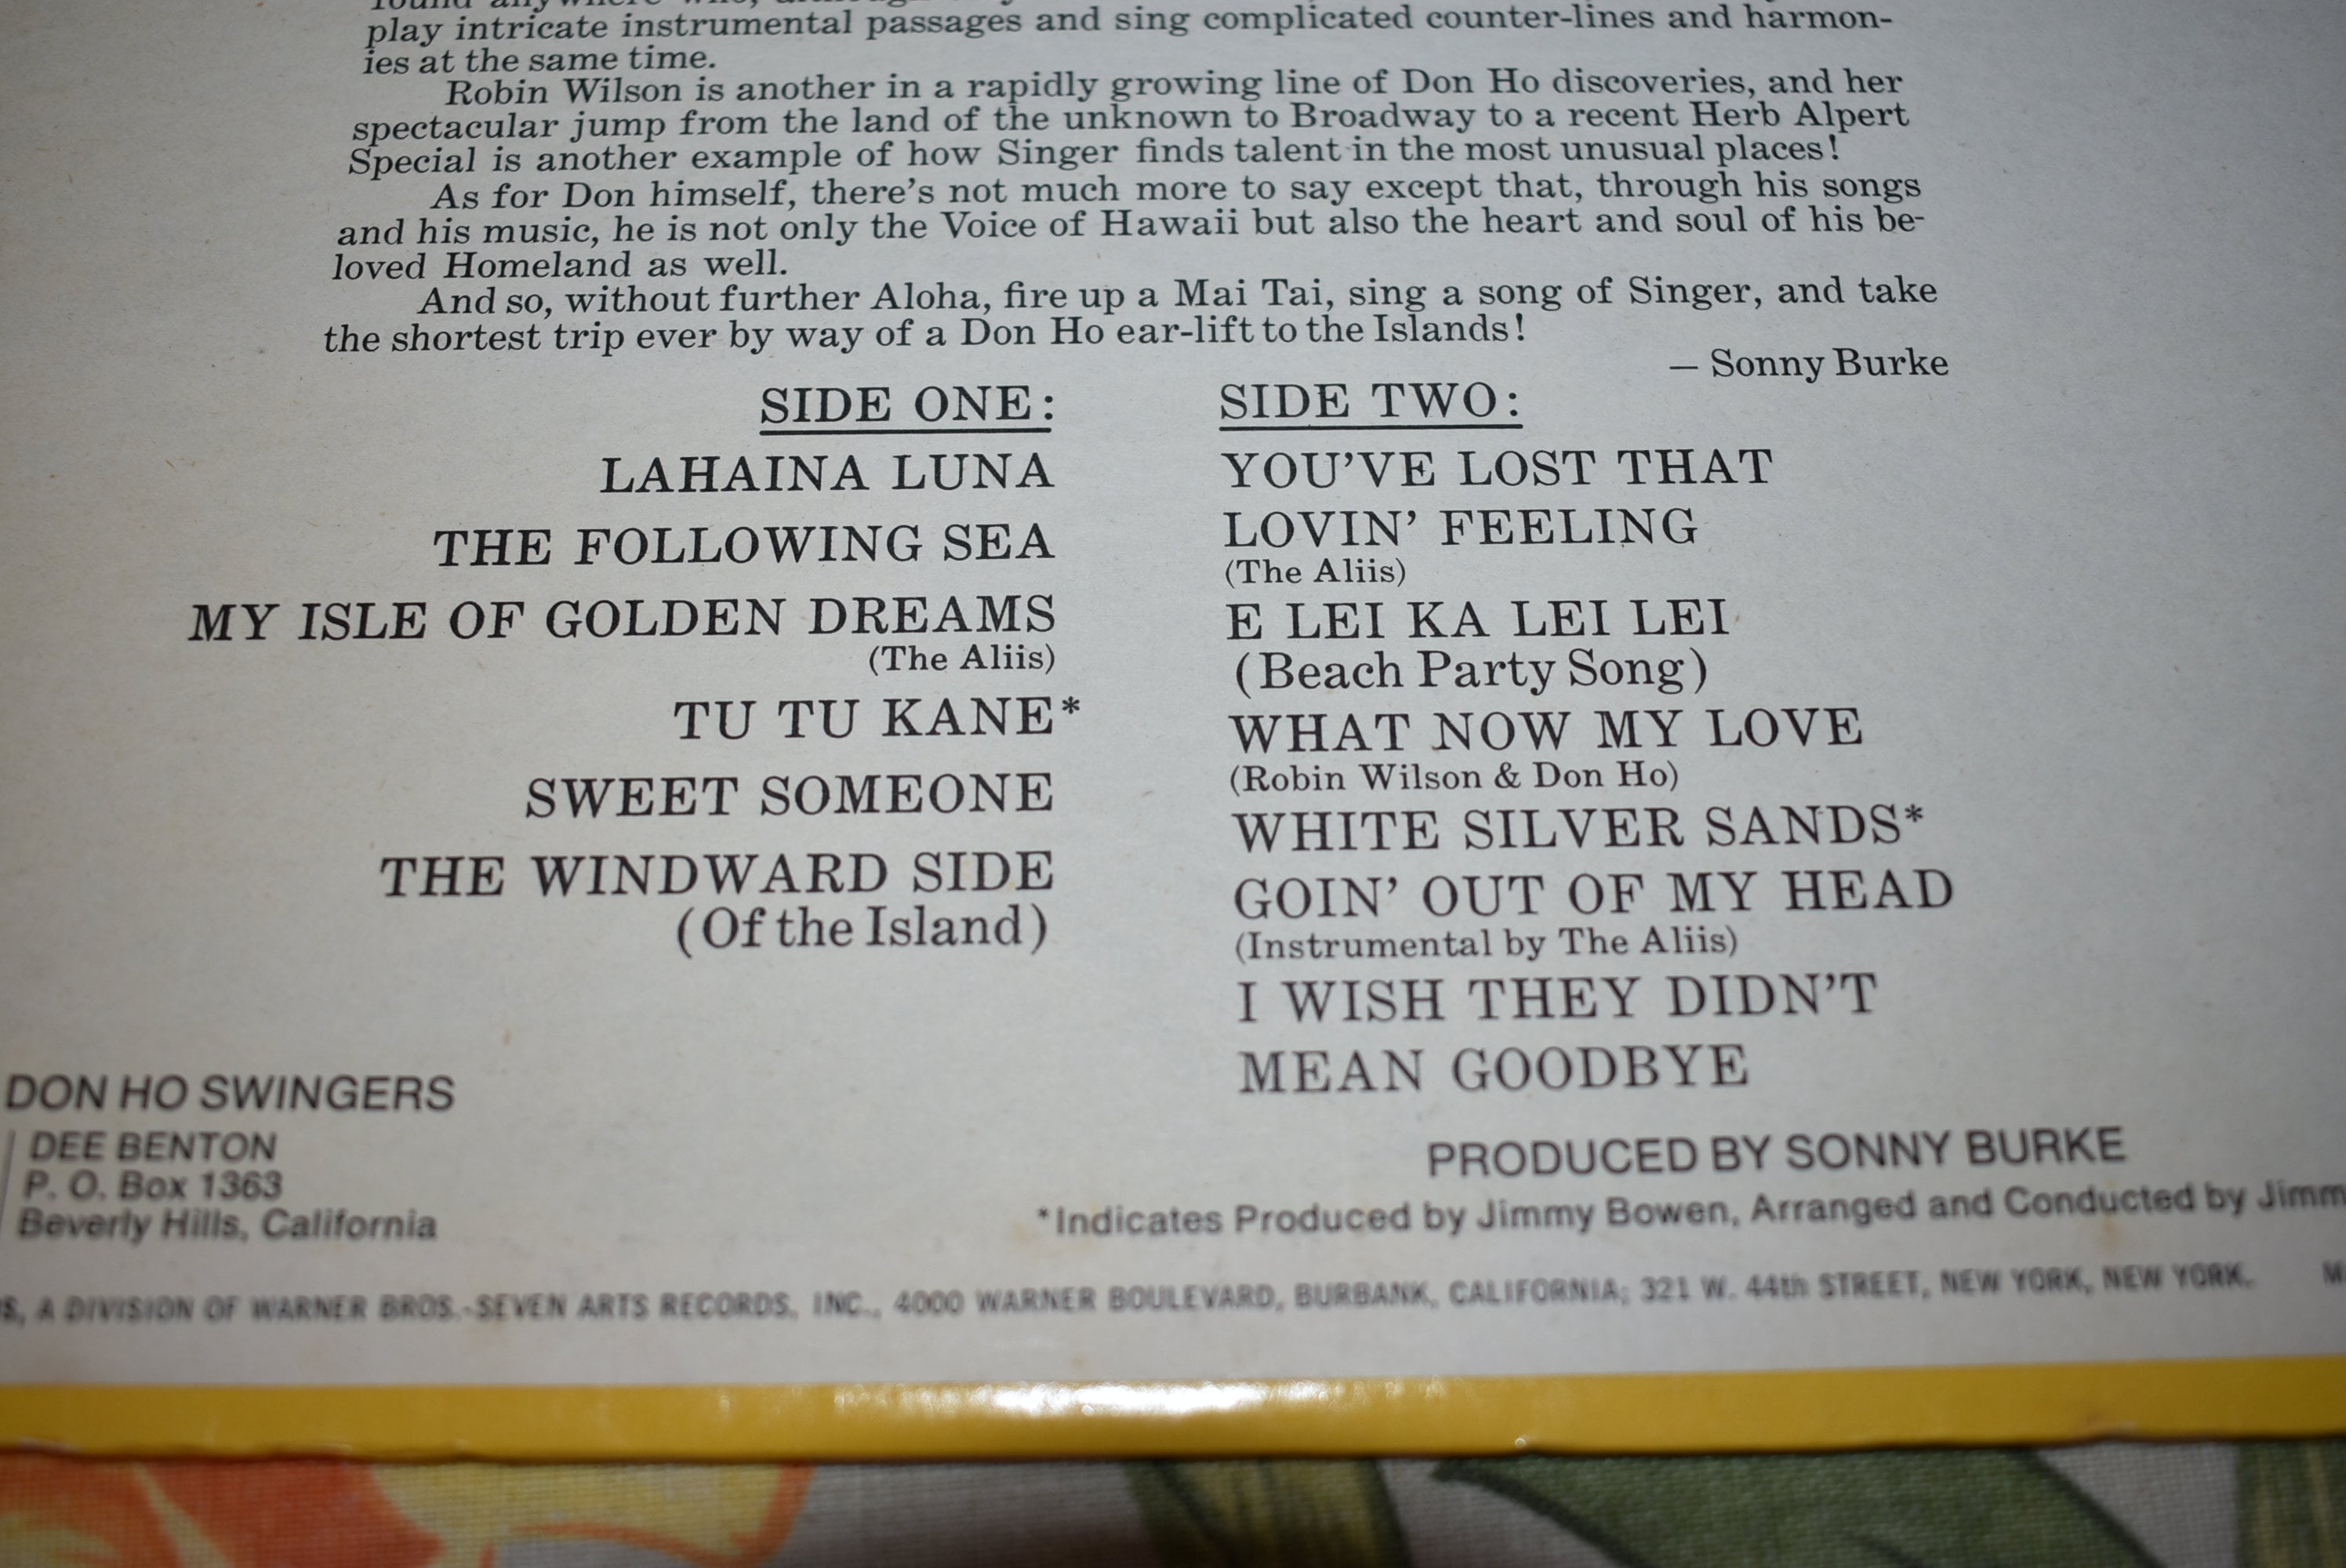 play intricate instrumental passages and sing complicated counter-lines and harmon-
ies at the same time.
Robin Wilson is another in a rapidly growing line of Don Ho discoveries, and her
spectacular jump from the land of the unknown to Broadway to a recent Herb Alpert
Special is another example of how Singer finds talent in the most unusual places!
As for Don himself, there's not much more to say except that, through his songs
and his music, he is not only the Voice of Hawaii but also the heart and soul of his be-
loved Homeland as well.
And so, without further Aloha, fire up a Mai Tai, sing a song of Singer, and take
the shortest trip ever by way of a Don Ho ear-lift to the Islands!
— Sonny Burke
SIDE ONE:
LAHAINA LUNA
THE FOLLOWING SEA
MY ISLE OF GOLDEN DREAMS
(The Aliis)
TU TU KANE*
SWEET SOMEONE
THE WINDWARD SIDE
(Of the Island)
SIDE TWO:
YOU'VE LOST THAT
LOVIN' FEELING
(The Aliis)
E LEI KA LEI LEI
(Beach Party Song)
WHAT NOW MY LOVE
(Robin Wilson & Don Ho)
WHITE SILVER SANDS*
GOIN' OUT OF MY HEAD
(Instrumental by The Aliis)
I WISH THEY DIDN'T
MEAN GOODBYE
DON HO SWINGERS
DEE BENTON
P. O. Box 1363
Beverly Hills, California
PRODUCED BY SONNY BURKE
*Indicates Produced by Jimmy Bowen, Arranged and Conducted by Jimm
S, A DIVISION OF WARNER BROS.-SEVEN ARTS RECORDS, INC., 4000 WARNER BOULEVARD, BURBANK, CALIFORNIA; 321 W. 44th STREET, NEW YORK, NEW YORK.